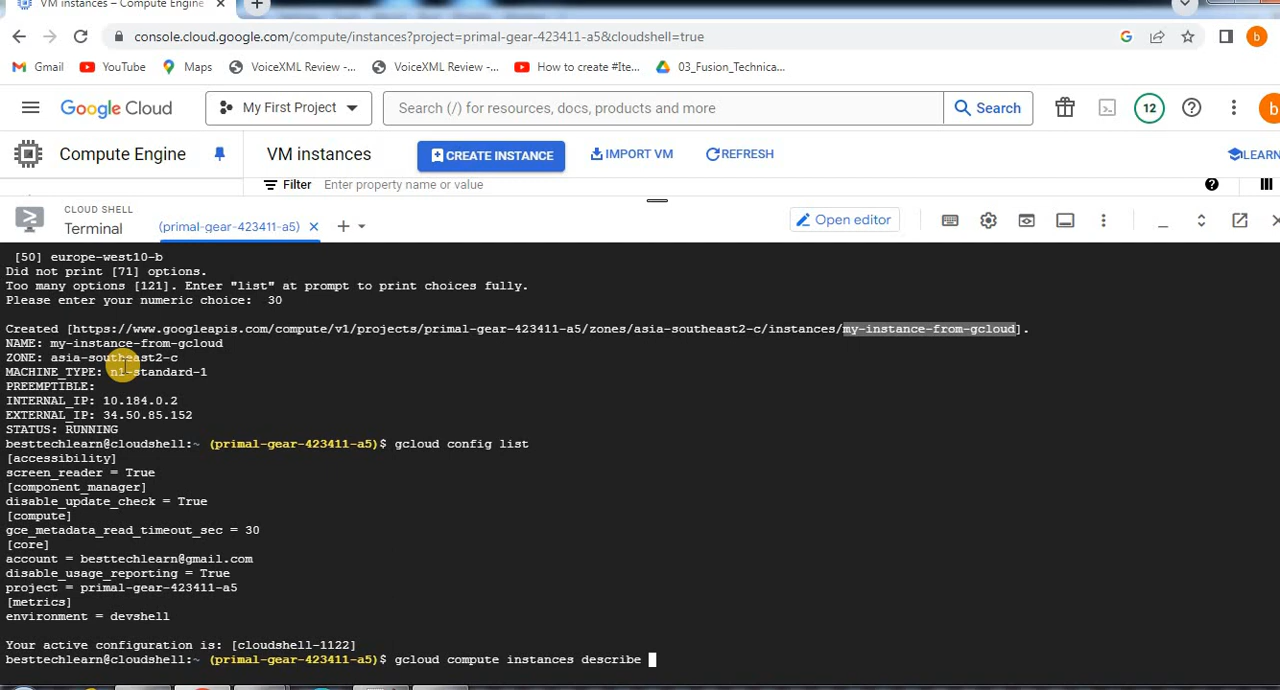 VM instances – Compute Engine
console.cloud.google.com/compute/instances?project=primal-gear-423411-a5&cloudshell=true
b
Gmail YouTube Maps VoiceXML Review -... VoiceXML Review -... How to create #Ite... 03_Fusion_Technica...
Google Cloud My First Project Search (/) for resources, docs, products and more Search 12 b
Compute Engine VM instances CREATE INSTANCE IMPORT VM REFRESH LEARN
Filter Enter property name or value
CLOUD SHELL
Terminal (primal-gear-423411-a5) Open editor
[50] europe-west10-b
Did not print [71] options.
Too many options [121]. Enter "list" at prompt to print choices fully.
Please enter your numeric choice:  30
Created [https://www.googleapis.com/compute/v1/projects/primal-gear-423411-a5/zones/asia-southeast2-c/instances/my-instance-from-gcloud].
NAME: my-instance-from-gcloud
ZONE: asia-southeast2-c
MACHINE_TYPE: n1-standard-1
PREEMPTIBLE:
INTERNAL_IP: 10.184.0.2
EXTERNAL_IP: 34.50.85.152
STATUS: RUNNING
besttechlearn@cloudshell:~ (primal-gear-423411-a5)$ gcloud config list
[accessibility]
screen_reader = True
[component_manager]
disable_update_check = True
[compute]
gce_metadata_read_timeout_sec = 30
[core]
account = besttechlearn@gmail.com
disable_usage_reporting = True
project = primal-gear-423411-a5
[metrics]
environment = devshell
Your active configuration is: [cloudshell-1122]
besttechlearn@cloudshell:~ (primal-gear-423411-a5)$ gcloud compute instances describe